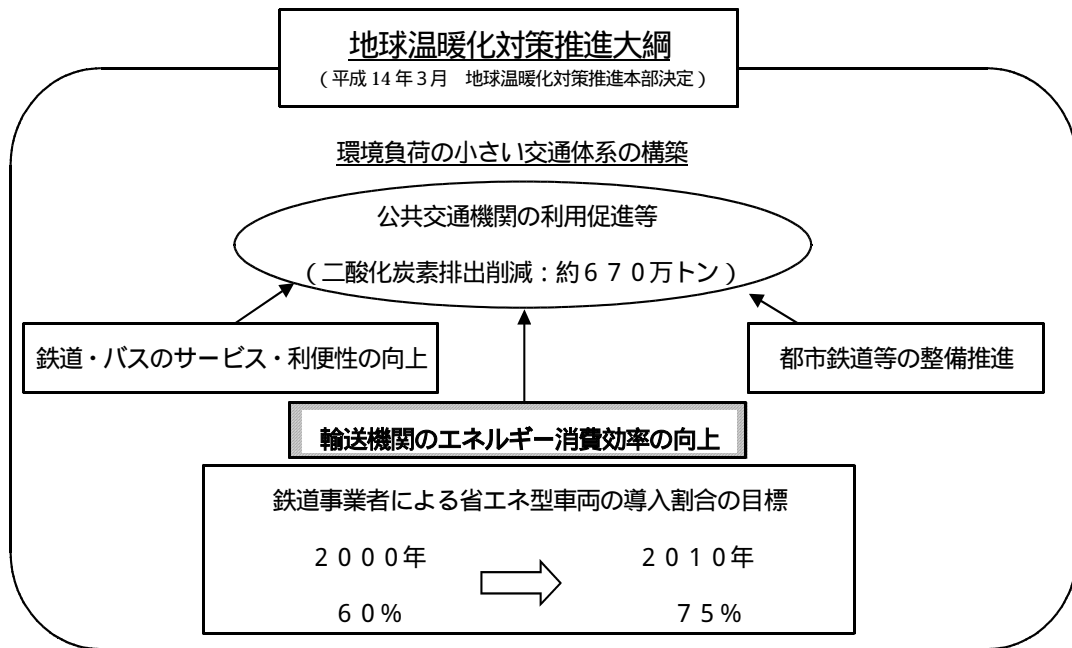 地球温暖化対策推進大綱
（平成14年3月　地球温暖化対策推進本部決定）
環境負荷の小さい交通体系の構築
公共交通機関の利用促進等
（二酸化炭素排出削減：約６７０万トン）
鉄道・バスのサービス・利便性の向上
都市鉄道等の整備推進
輸送機関のエネルギー消費効率の向上
鉄道事業者による省エネ型車両の導入割合の目標
２０００年
２０１０年
６０%
７５%